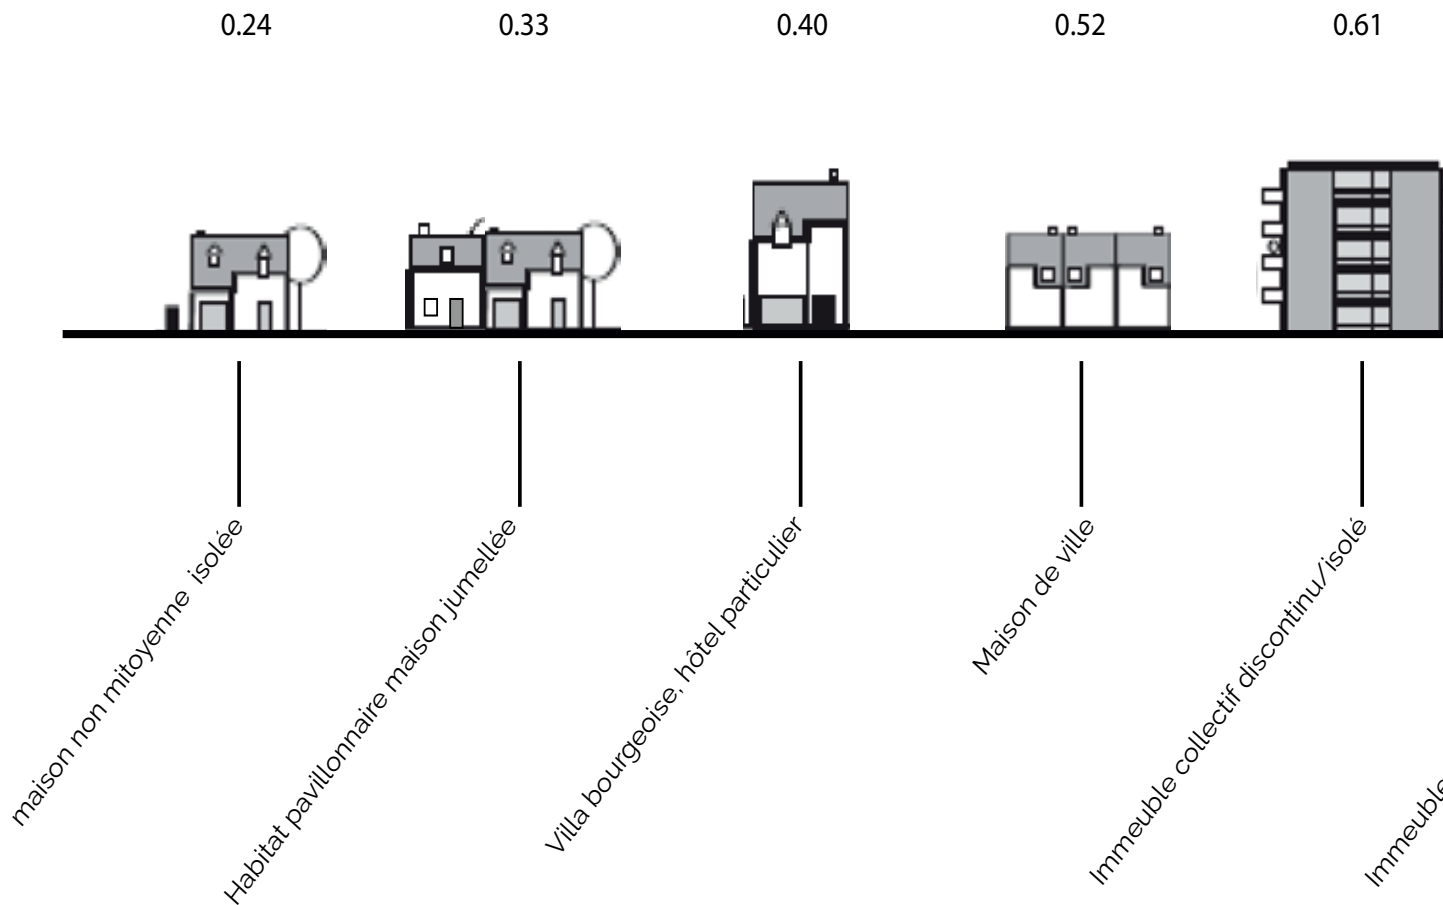 0.24
0.33
0.40
0.52
0.61
maison non mitoyenne  isolée
Habitat pavillonnaire maison jumellée
Villa bourgeoise, hôtel particulier
Maison de ville
Immeuble collectif discontinu/isolé
Immeuble